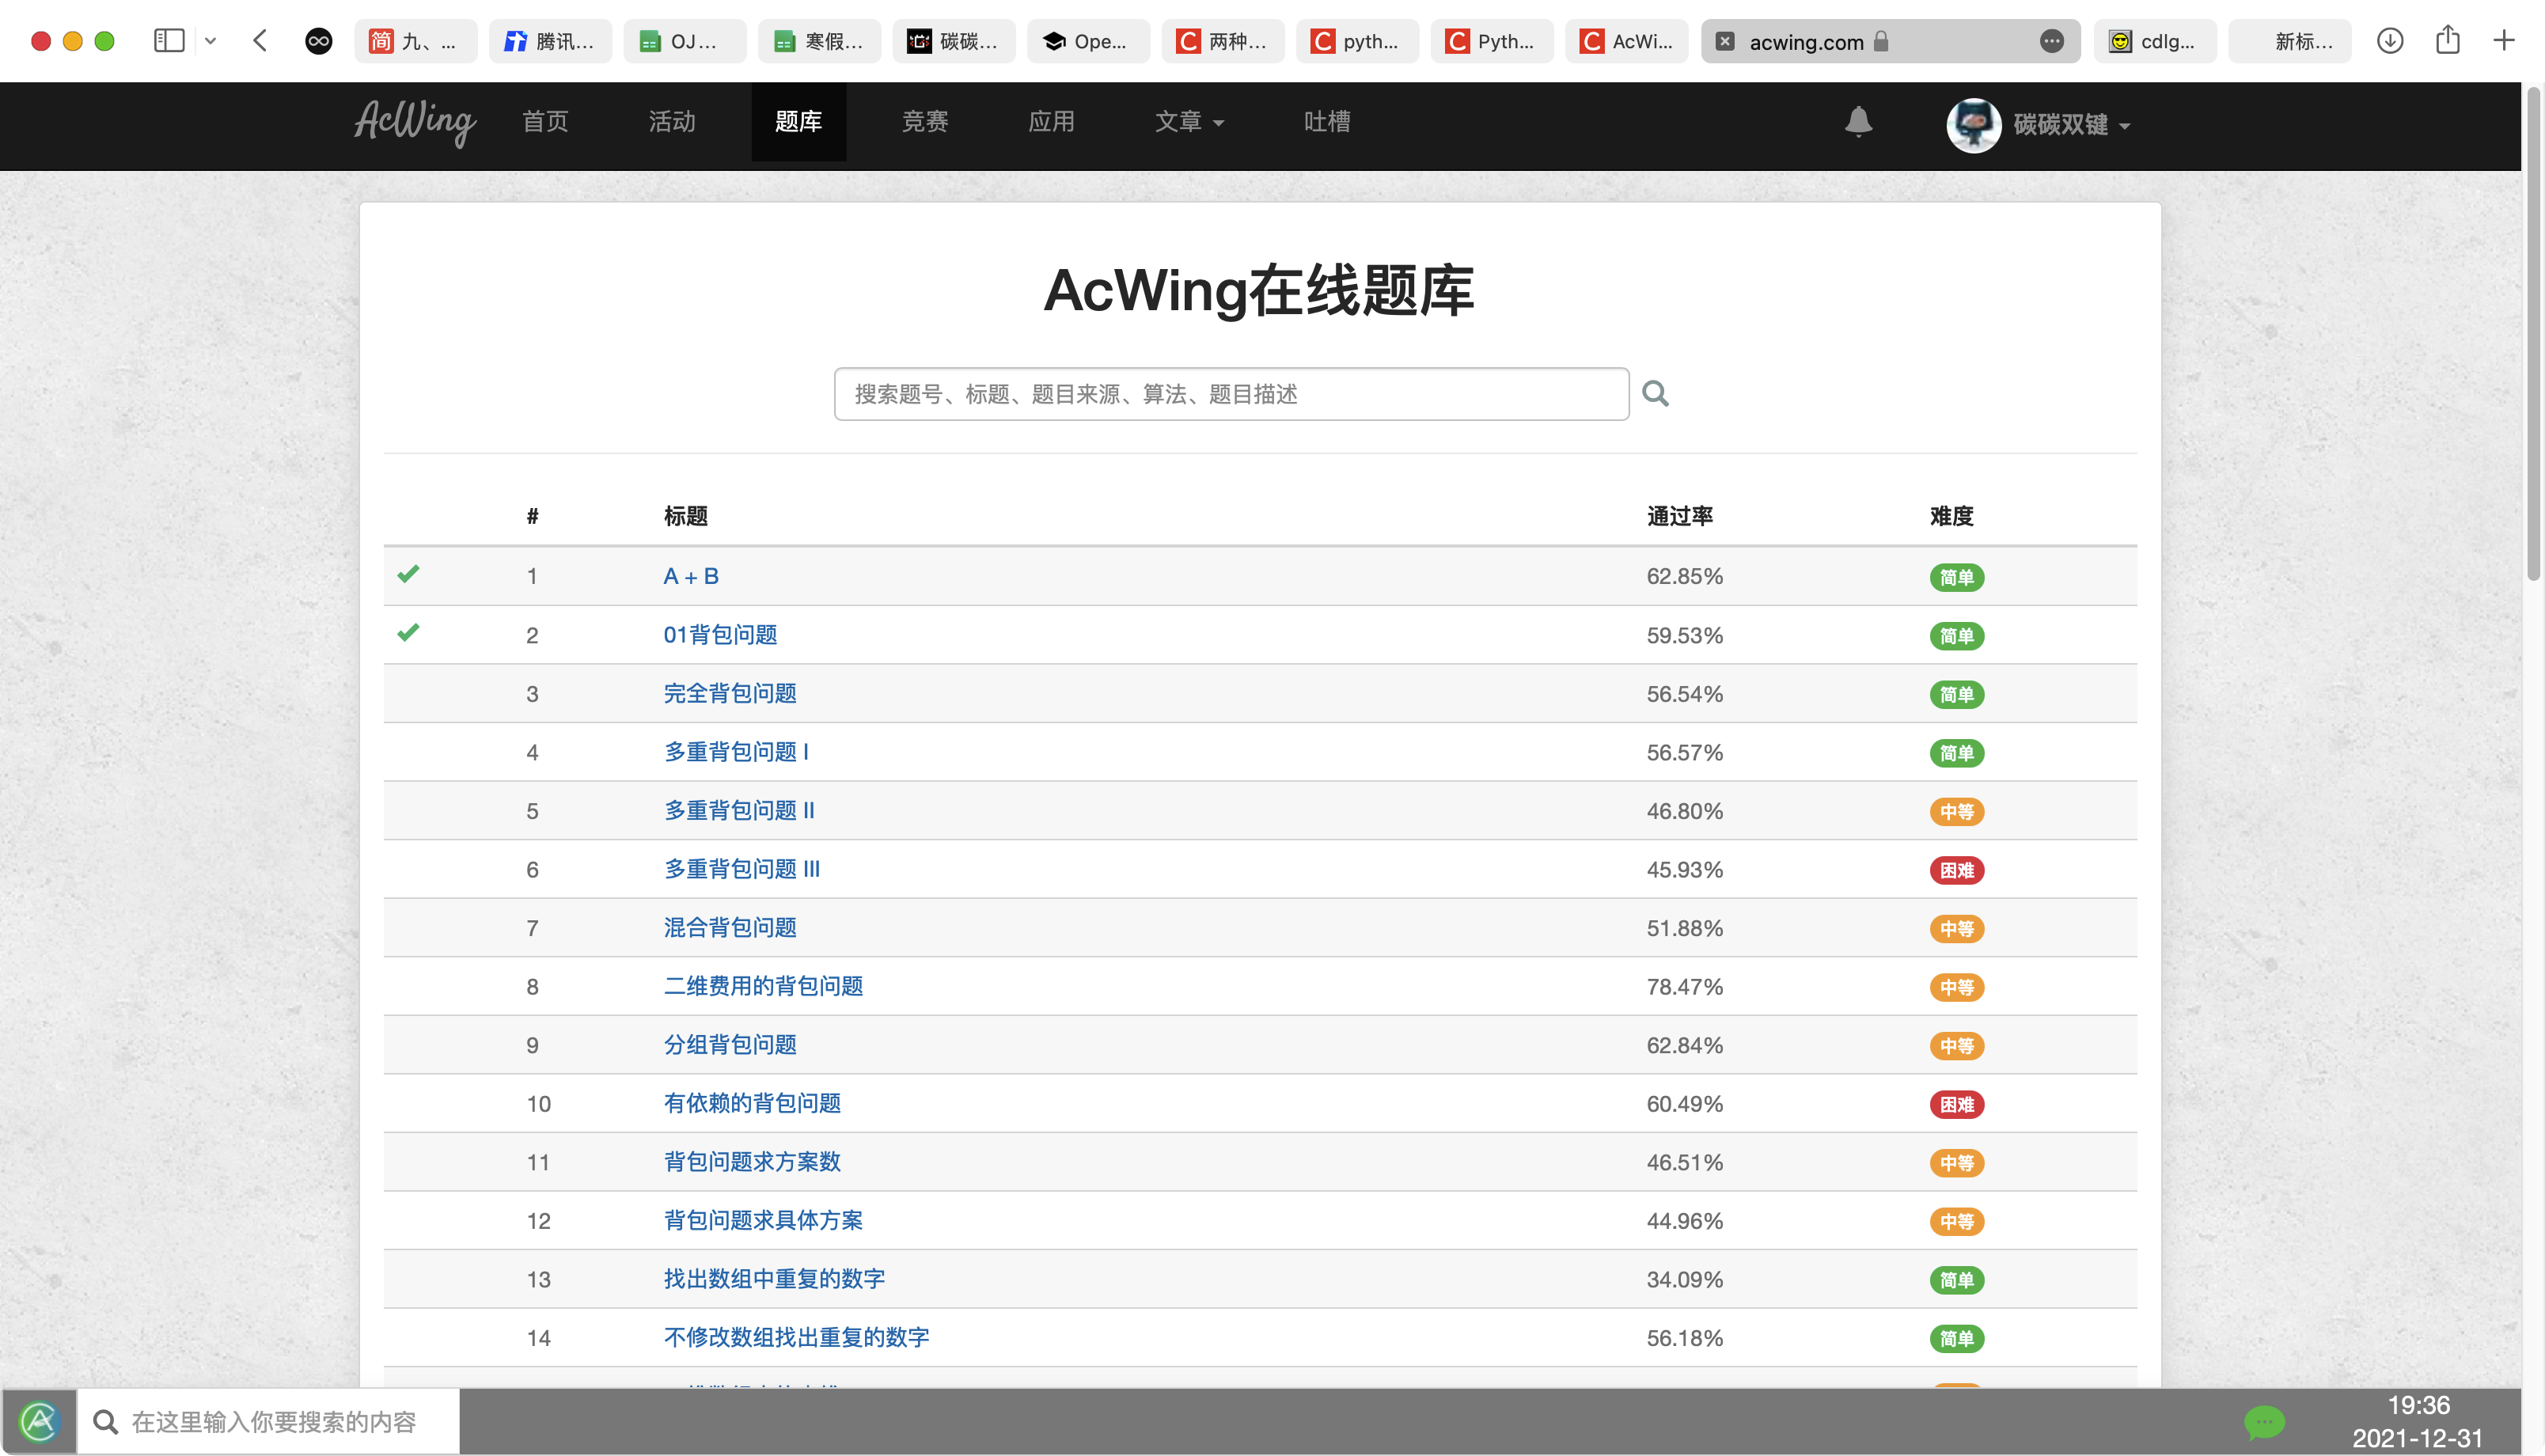 简 九、... 腾讯... OJ... 寒假... 碳碳... Ope... 两种... pyth... Pyth... AcWi... acwing.com cdlg... 新标...
AcWing 首页 活动 题库 竞赛 应用 文章 吐槽 碳碳双键
AcWing在线题库
搜索题号、标题、题目来源、算法、题目描述
# 标题 通过率 难度
1 A + B 62.85% 简单
2 01背包问题 59.53% 简单
3 完全背包问题 56.54% 简单
4 多重背包问题 I 56.57% 简单
5 多重背包问题 II 46.80% 中等
6 多重背包问题 III 45.93% 困难
7 混合背包问题 51.88% 中等
8 二维费用的背包问题 78.47% 中等
9 分组背包问题 62.84% 中等
10 有依赖的背包问题 60.49% 困难
11 背包问题求方案数 46.51% 中等
12 背包问题求具体方案 44.96% 中等
13 找出数组中重复的数字 34.09% 简单
14 不修改数组找出重复的数字 56.18% 简单
在这里输入你要搜索的内容
19:36
2021-12-31